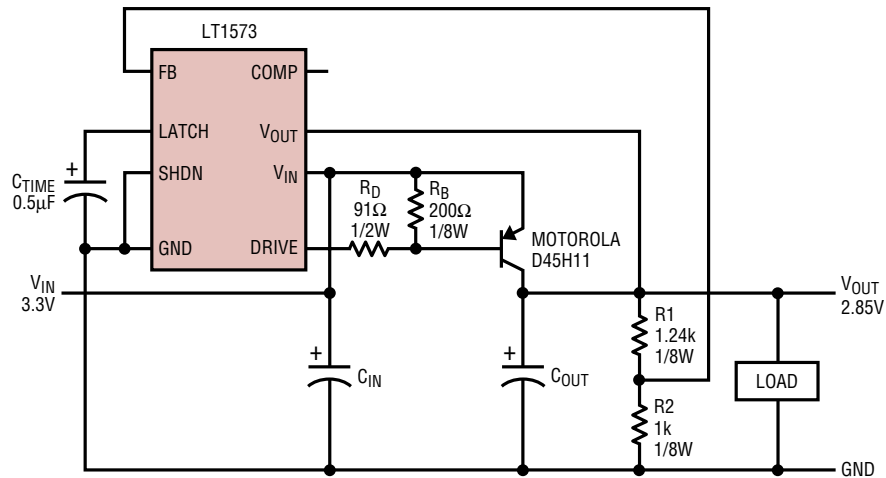 LT1573
FB
COMP
LATCH
VOUT
CTIME
0.5µF
+
SHDN
VIN
RD
91Ω
1/2W
RB
200Ω
1/8W
GND
DRIVE
MOTOROLA
D45H11
VIN
3.3V
VOUT
2.85V
R1
1.24k
1/8W
+
CIN
+
COUT
LOAD
R2
1k
1/8W
GND